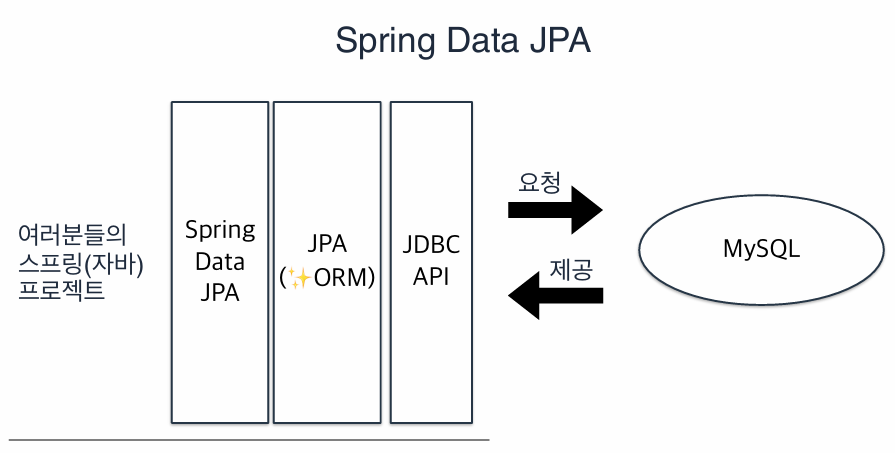 Spring Data JPA
여러분들의
스프링(자바)
프로젝트
Spring
Data
JPA
JPA
(✨ORM)
JDBC
API
요청
제공
MySQL